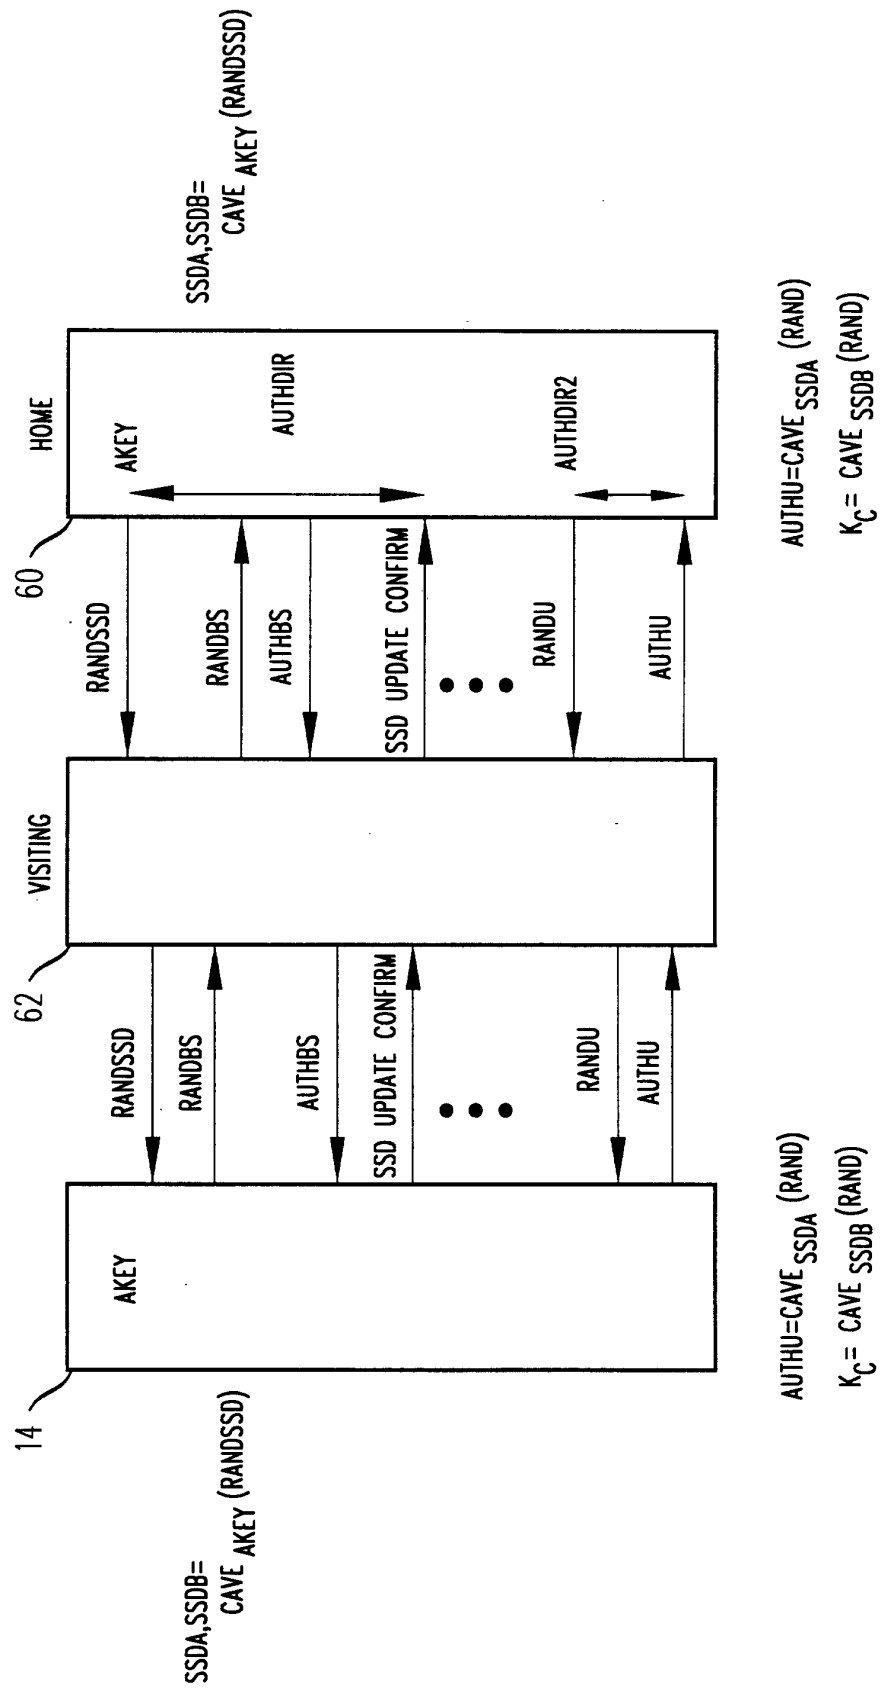 14
62
60
VISITING
HOME
SSDA,SSDB=
CAVE AKEY (RANDSSD)
SSDA,SSDB=
CAVE AKEY (RANDSSD)
AKEY
AKEY
RANDSSD
RANDSSD
RANDBS
RANDBS
AUTHDIR
AUTHBS
AUTHBS
SSD UPDATE CONFIRM
SSD UPDATE CONFIRM
RANDU
RANDU
AUTHDIR2
AUTHU
AUTHU
AUTHU=CAVE SSDA (RAND)
KC = CAVE SSDB (RAND)
AUTHU=CAVE SSDA (RAND)
KC = CAVE SSDB (RAND)